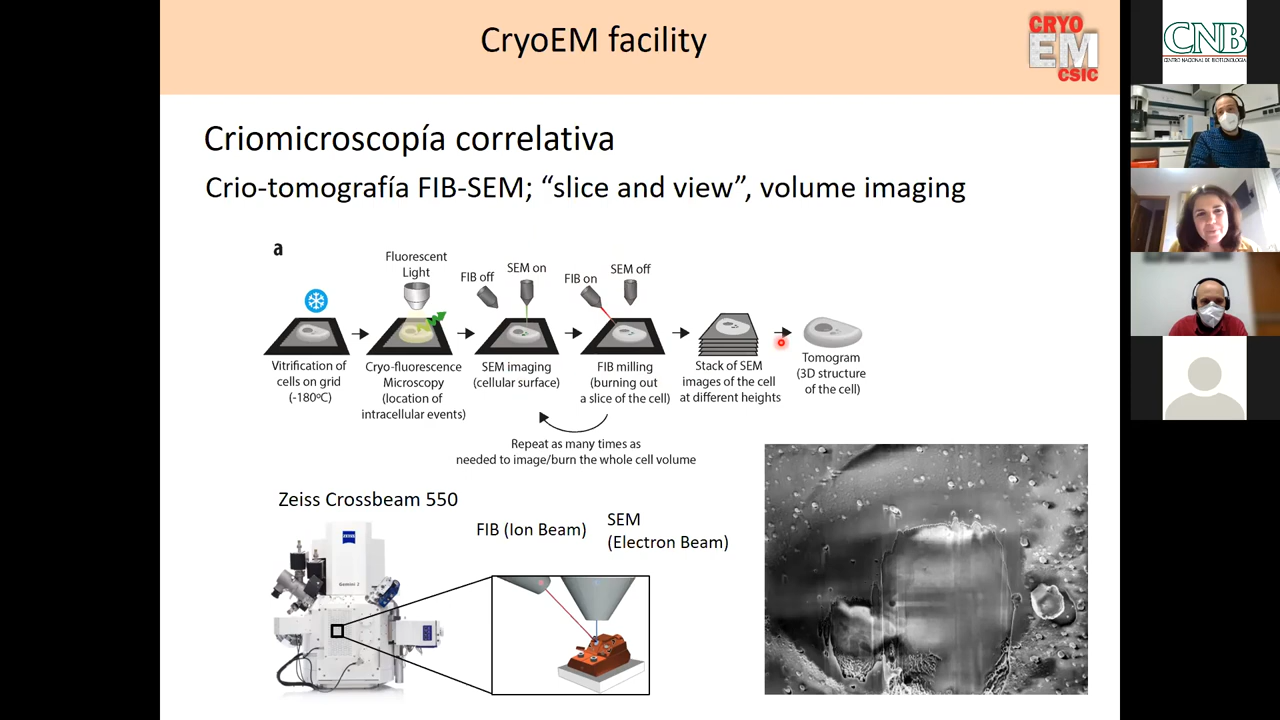 CryoEM facility
CRYO
EM
CSIC
CNB
CENTRO NACIONAL DE BIOTECNOLOGIA
Criomicroscopía correlativa
Crio-tomografía FIB-SEM; “slice and view”, volume imaging
a
Fluorescent
Light
FIB off
SEM on
FIB on
SEM off
Vitrification of
cells on grid
(-180ºC)
Cryo-fluorescence
Microscopy
(location of
intracellular events)
SEM imaging
(cellular surface)
FIB milling
(burning out
a slice of the cell)
Stack of SEM
images of the cell
at different heights
Tomogram
(3D structure
of the cell)
Repeat as many times as
needed to image/burn the whole cell volume
Zeiss Crossbeam 550
FIB (Ion Beam)
SEM
(Electron Beam)
ZEISS
Gemini 2